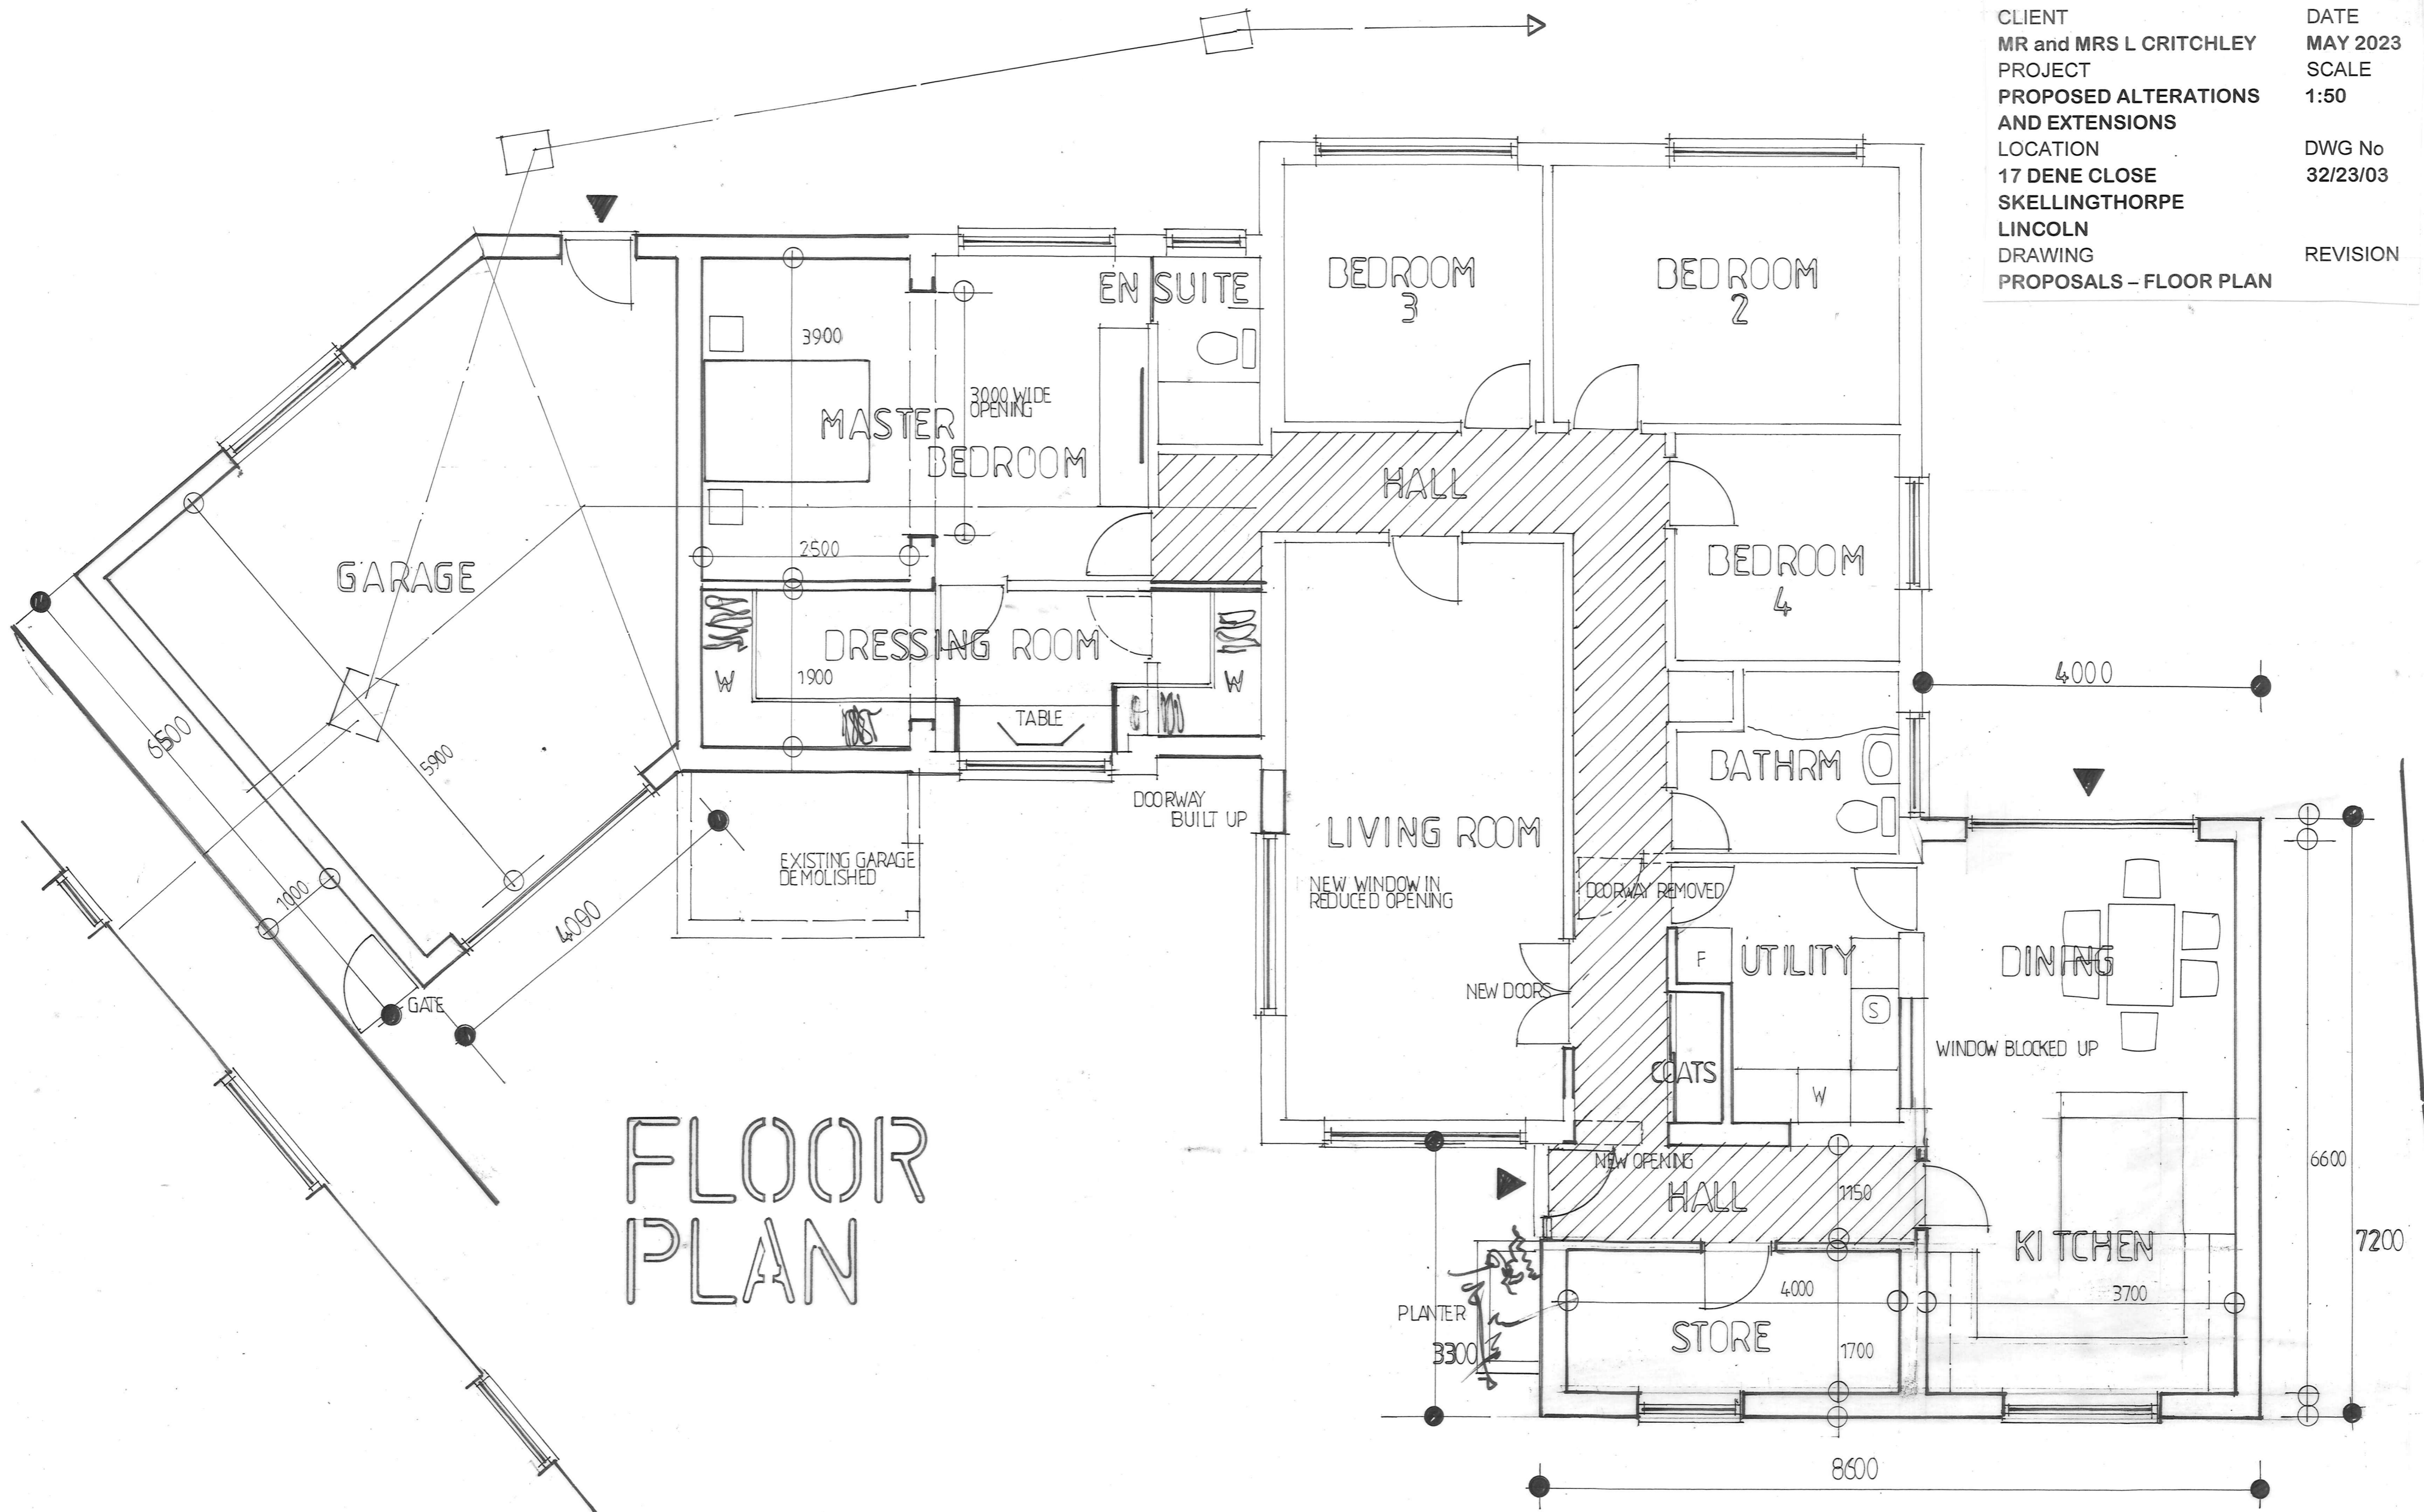 CLIENT DATE
MR and MRS L CRITCHLEY MAY 2023
PROJECT SCALE
PROPOSED ALTERATIONS 1:50
AND EXTENSIONS
LOCATION DWG No
17 DENE CLOSE 32/23/03
SKELLINGTHORPE
LINCOLN
DRAWING REVISION
PROPOSALS – FLOOR PLAN
EN SUITE
BEDROOM
3
BEDROOM
2
3900
3000 WIDE
OPENING
MASTER
BEDROOM
HALL
2500
GARAGE
BEDROOM
4
DRESSING ROOM
W
1900
W
TABLE
4000
6500
5900
BATHRM
DOORWAY
BUILT UP
LIVING ROOM
EXISTING GARAGE
DEMOLISHED
NEW WINDOW IN
REDUCED OPENING
DOORWAY REMOVED
1000
4000
F
UTILITY
DINING
NEW DOORS
S
GATE
WINDOW BLOCKED UP
COATS
W
FLOOR
PLAN
NEW OPENING
HALL
1150
6600
KITCHEN
7200
4000
3700
PLANTER
STORE
3300
1700
8600